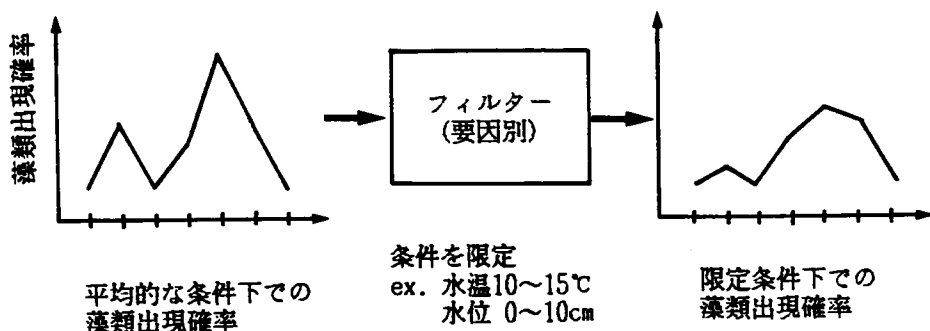 藻類出現確率
フィルター
(要因別)
平均的な条件下での
藻類出現確率
条件を限定
ex. 水温10～15℃
水位 0～10cm
限定条件下での
藻類出現確率